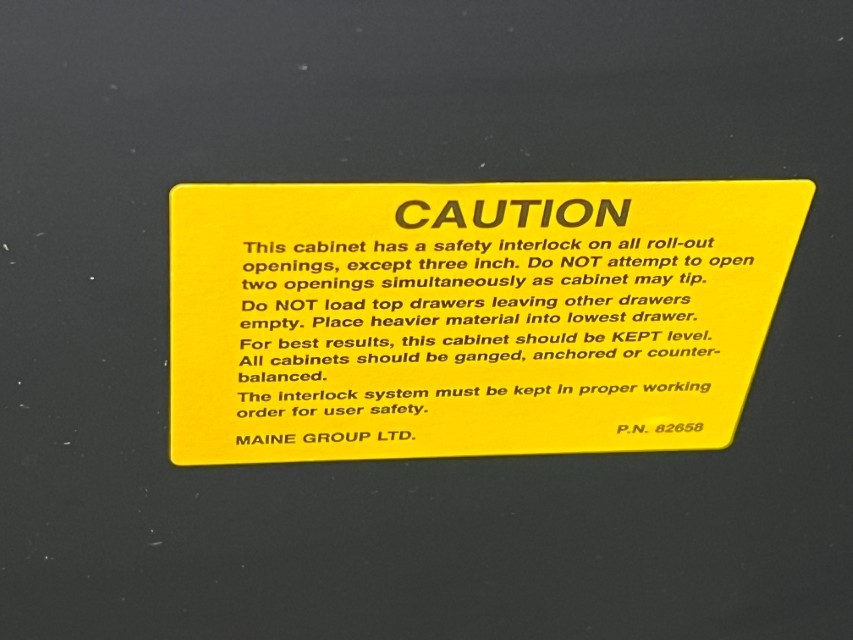 CAUTION
This cabinet has a safety interlock on all roll-out
openings, except three inch. Do NOT attempt to open
two openings simultaneously as cabinet may tip.
Do NOT load top drawers leaving other drawers
empty. Place heavier material into lowest drawer.
For best results, this cabinet should be KEPT level.
All cabinets should be ganged, anchored or counter-
balanced.
The interlock system must be kept in proper working
order for user safety.
MAINE GROUP LTD. P.N. 82658